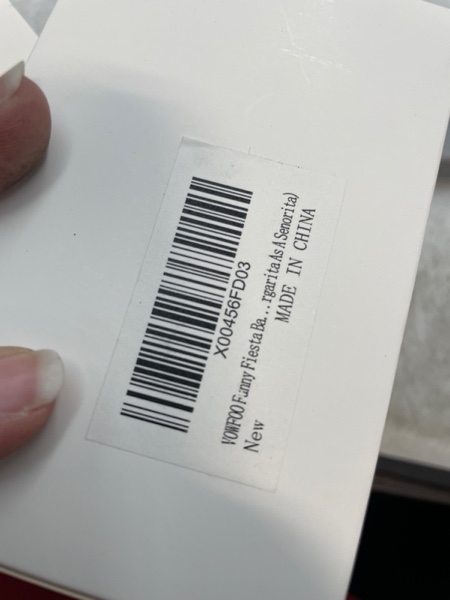 X00456FD03
VOWFOO Funny Fiesta Ba...rgarita As A Senorita)
New
MADE IN CHINA